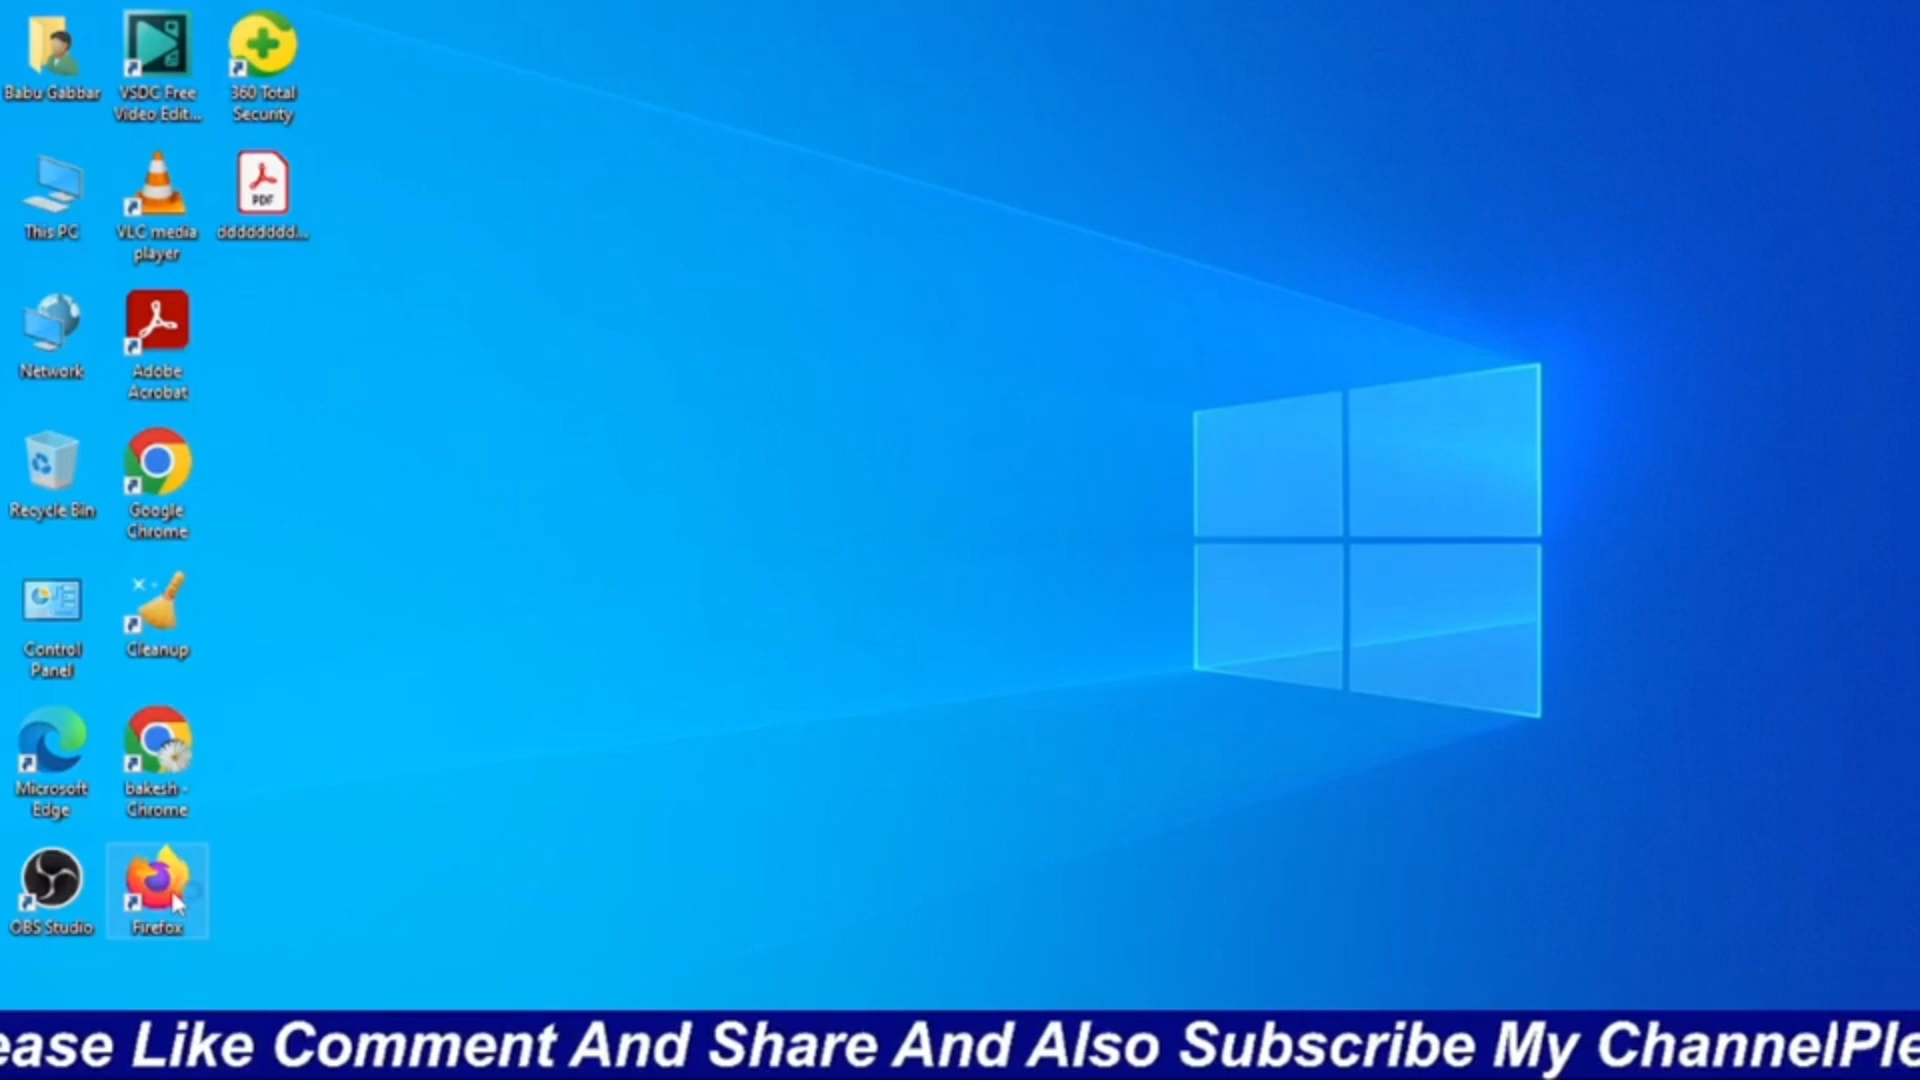 Babu Gabbar
VSDC Free
Video Edit...
360 Total
Security
This PC
VLC media
player
PDF
ddddddddd...
Network
Adobe
Acrobat
Recycle Bin
Google
Chrome
Control
Panel
Cleanup
Microsoft
Edge
bakesh -
Chrome
OBS Studio
Firefox
ease Like Comment And Share And Also Subscribe My ChannelPle